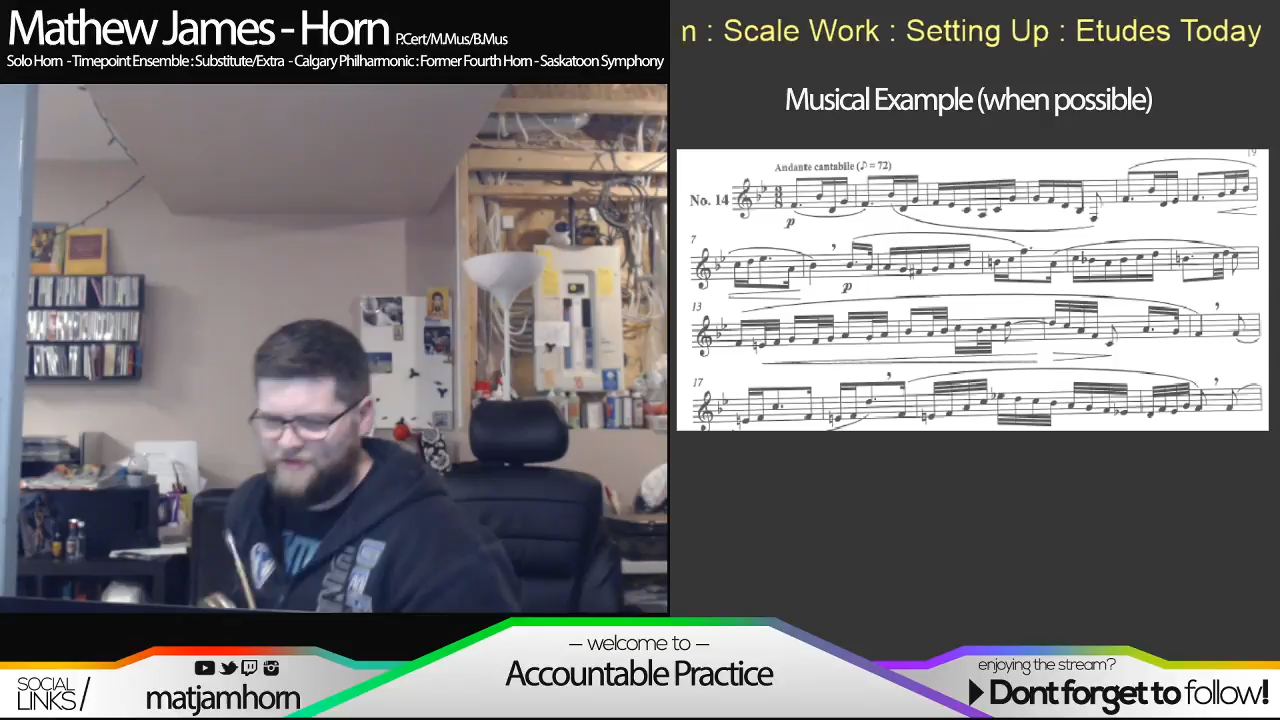 Mathew James - Horn P.Cert/M.Mus/B.Mus
Solo Horn - Timepoint Ensemble : Substitute/Extra - Calgary Philharmonic : Former Fourth Horn - Saskatoon Symphony
n : Scale Work : Setting Up : Etudes Today
Musical Example (when possible)
19
Andante cantabile (♪ = 72)
No. 14
p
7
p
13
17
SOCIAL
LINKS /
matjamhorn
– welcome to –
Accountable Practice
enjoying the stream?
Dont forget to follow!